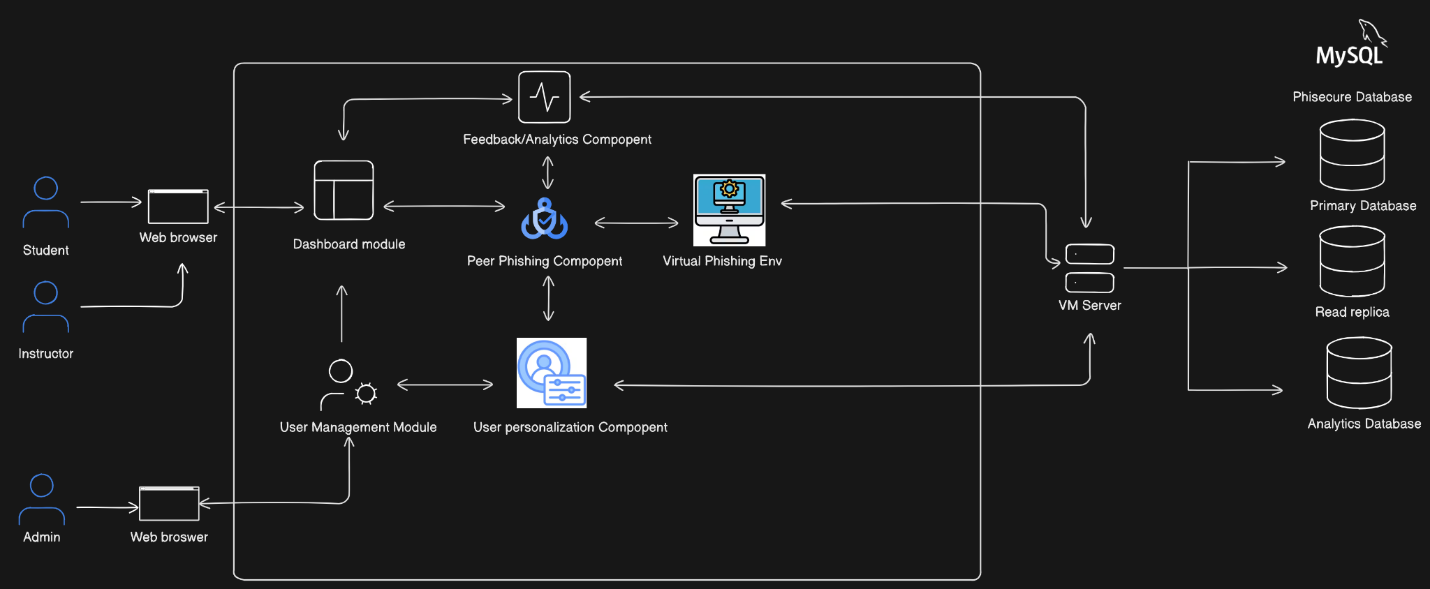 MySQL
Phisecure Database
Feedback/Analytics Compopent
Primary Database
Student
Web browser
Dashboard module
Peer Phishing Compopent
Virtual Phishing Env
VM Server
Read replica
Instructor
User Management Module
User personalization Compopent
Analytics Database
Admin
Web broswer